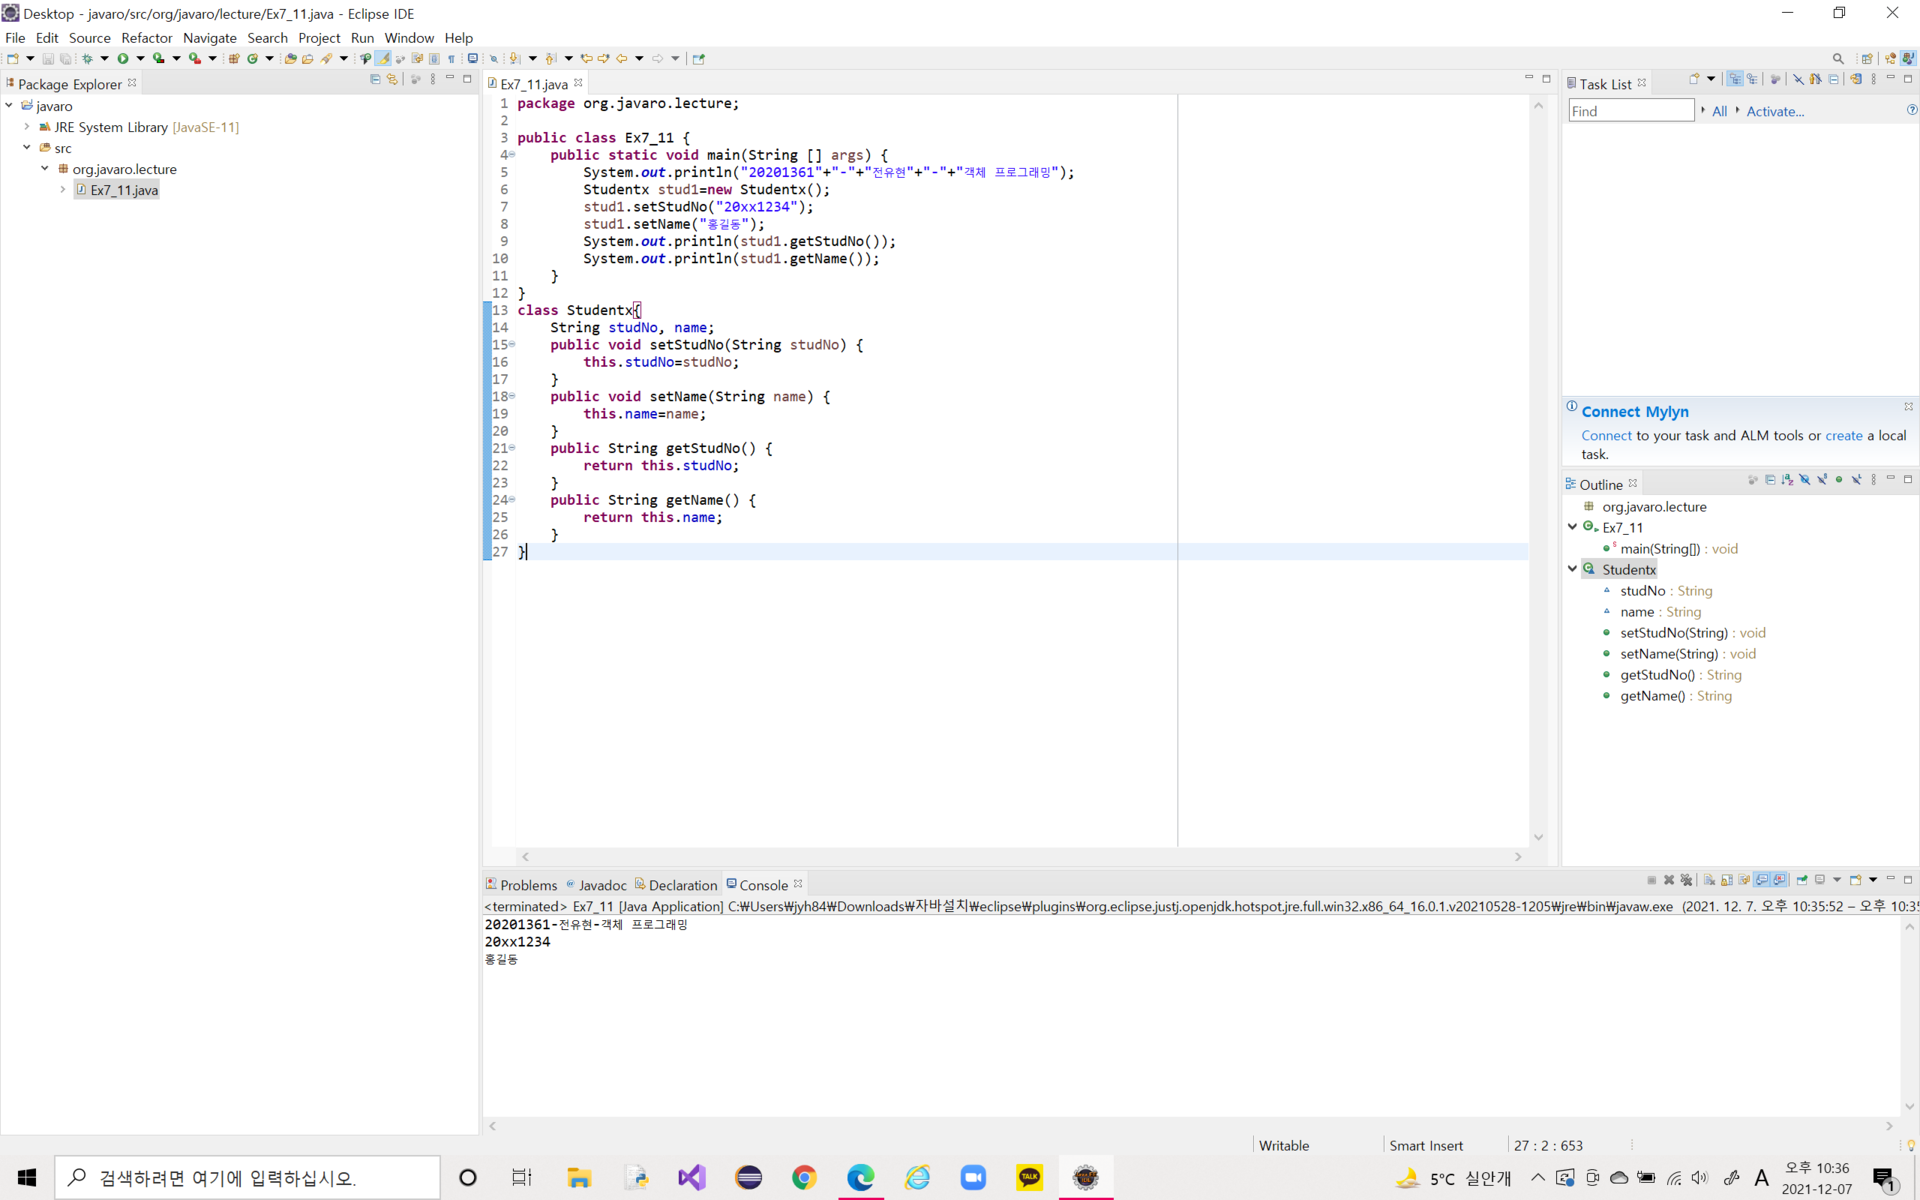 Desktop - javaro/src/org/javaro/lecture/Ex7_11.java - Eclipse IDE
File Edit Source Refactor Navigate Search Project Run Window Help
Package Explorer
javaro
JRE System Library [JavaSE-11]
src
org.javaro.lecture
Ex7_11.java
Ex7_11.java
1 package org.javaro.lecture;
2
3 public class Ex7_11 {
4 public static void main(String [] args) {
5 System.out.println("20201361"+"-"+"전유현"+"-"+"객체 프로그래밍");
6 Studentx stud1=new Studentx();
7 stud1.setStudNo("20xx1234");
8 stud1.setName("홍길동");
9 System.out.println(stud1.getStudNo());
10 System.out.println(stud1.getName());
11 }
12 }
13 class Studentx{
14 String studNo, name;
15 public void setStudNo(String studNo) {
16 this.studNo=studNo;
17 }
18 public void setName(String name) {
19 this.name=name;
20 }
21 public String getStudNo() {
22 return this.studNo;
23 }
24 public String getName() {
25 return this.name;
26 }
27 }
Task List
Find All Activate...
Connect Mylyn
Connect to your task and ALM tools or create a local
task.
Outline
org.javaro.lecture
Ex7_11
main(String[]) : void
Studentx
studNo : String
name : String
setStudNo(String) : void
setName(String) : void
getStudNo() : String
getName() : String
Problems Javadoc Declaration Console
<terminated> Ex7_11 [Java Application] C:₩Users₩jyh84₩Downloads₩자바설치₩eclipse₩plugins₩org.eclipse.justj.openjdk.hotspot.jre.full.win32.x86_64_16.0.1.v20210528-1205₩jre₩bin₩javaw.exe (2021. 12. 7. 오후 10:35:52 – 오후 10:35
20201361-전유현-객체 프로그래밍
20xx1234
홍길동
Writable Smart Insert 27 : 2 : 653
검색하려면 여기에 입력하십시오.
TALK
5°C 실안개
A
오후 10:36
2021-12-07
1